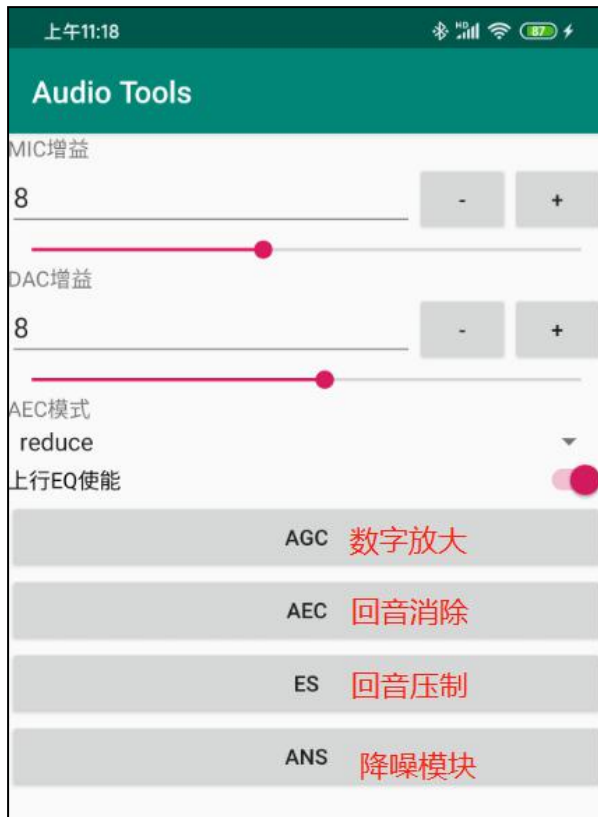 上午11:18
HD
87
Audio Tools
MIC增益
8
-
+
DAC增益
8
-
+
AEC模式
reduce
上行EQ使能
AGC 数字放大
AEC 回音消除
ES 回音压制
ANS 降噪模块